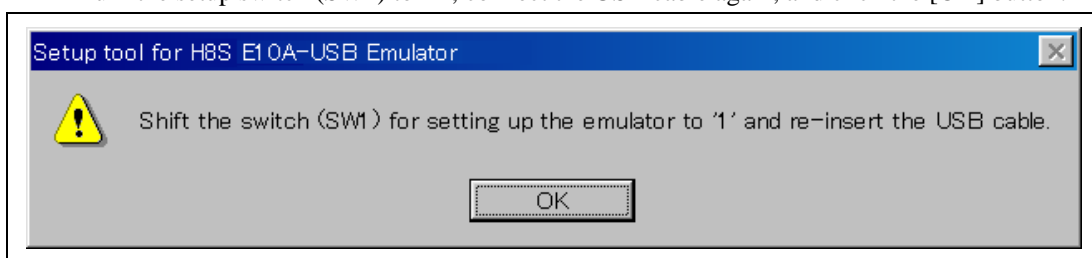 Setup tool for H8S E10A-USB Emulator
Shift the switch (SW1) for setting up the emulator to '1' and re-insert the USB cable.
OK